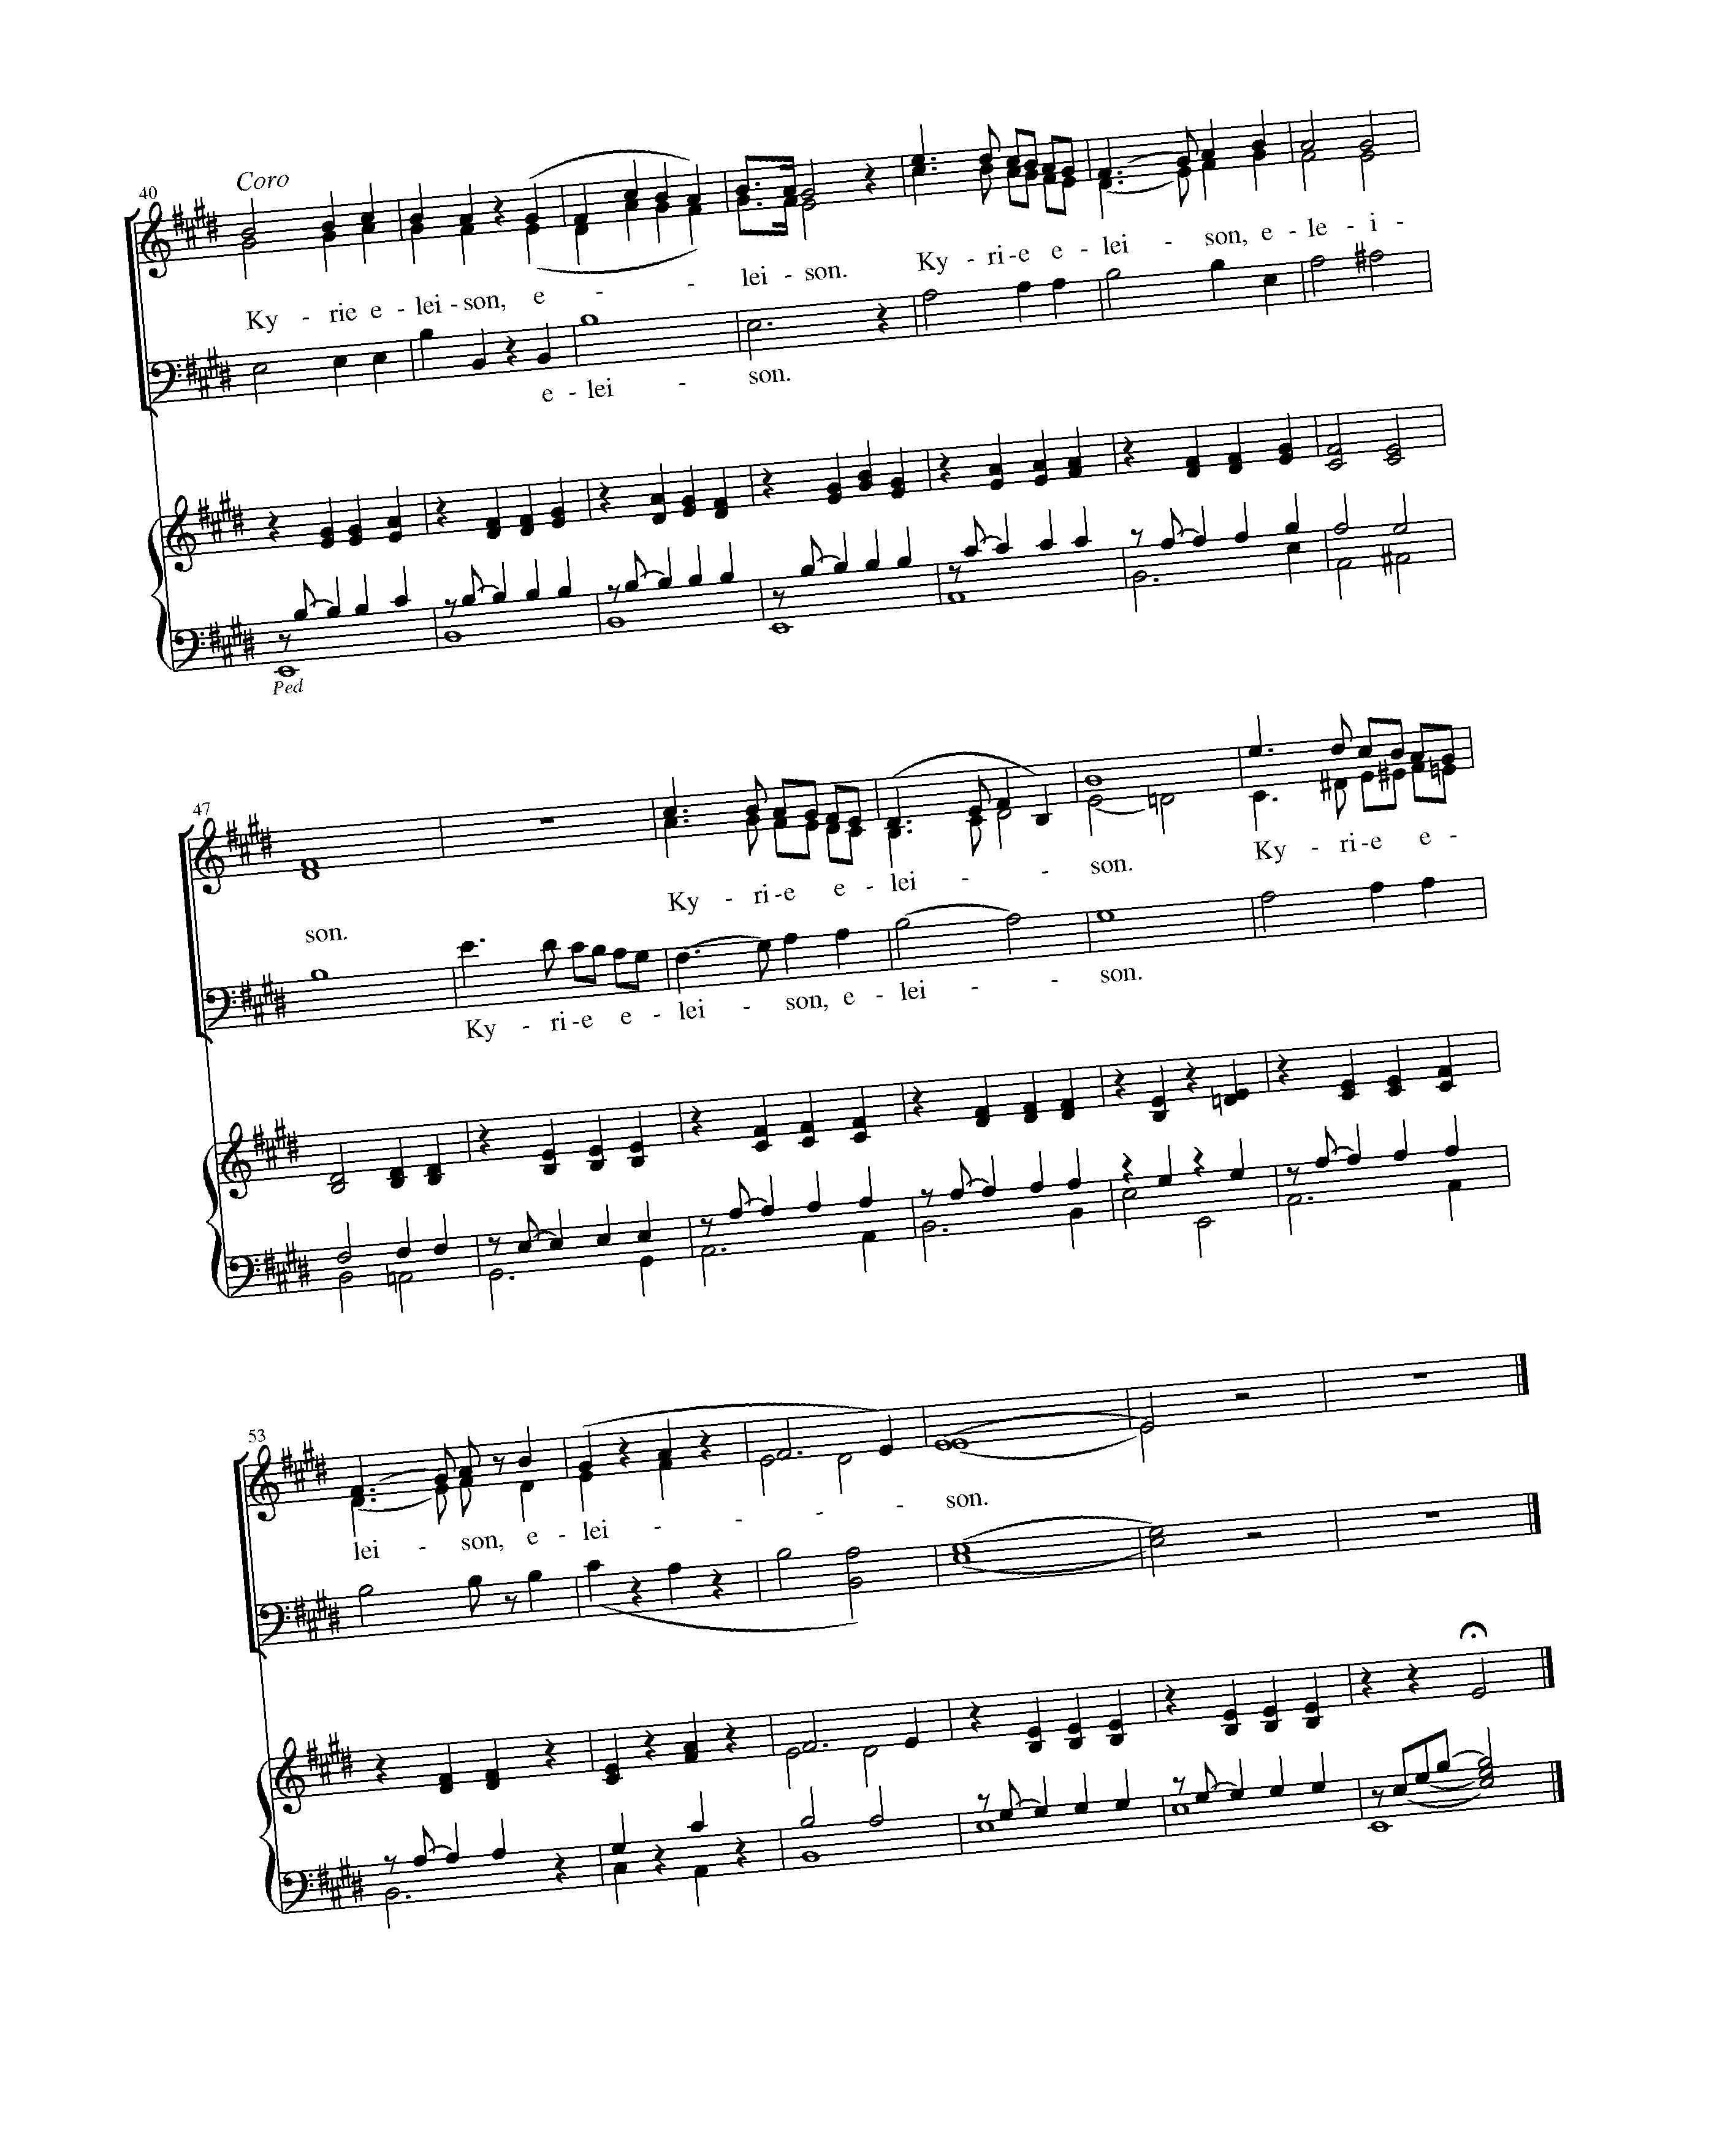 40
Coro
Ky - rie e - lei - son, e - - lei - son. Ky - ri - e e - lei - son, e - le - i -
e - lei - son.
Ped
47
son. Ky - ri - e e - lei - - son. Ky - ri - e e -
Ky - ri - e e - lei - son, e - lei - - son.
53
lei - son, e - lei - - - - son.